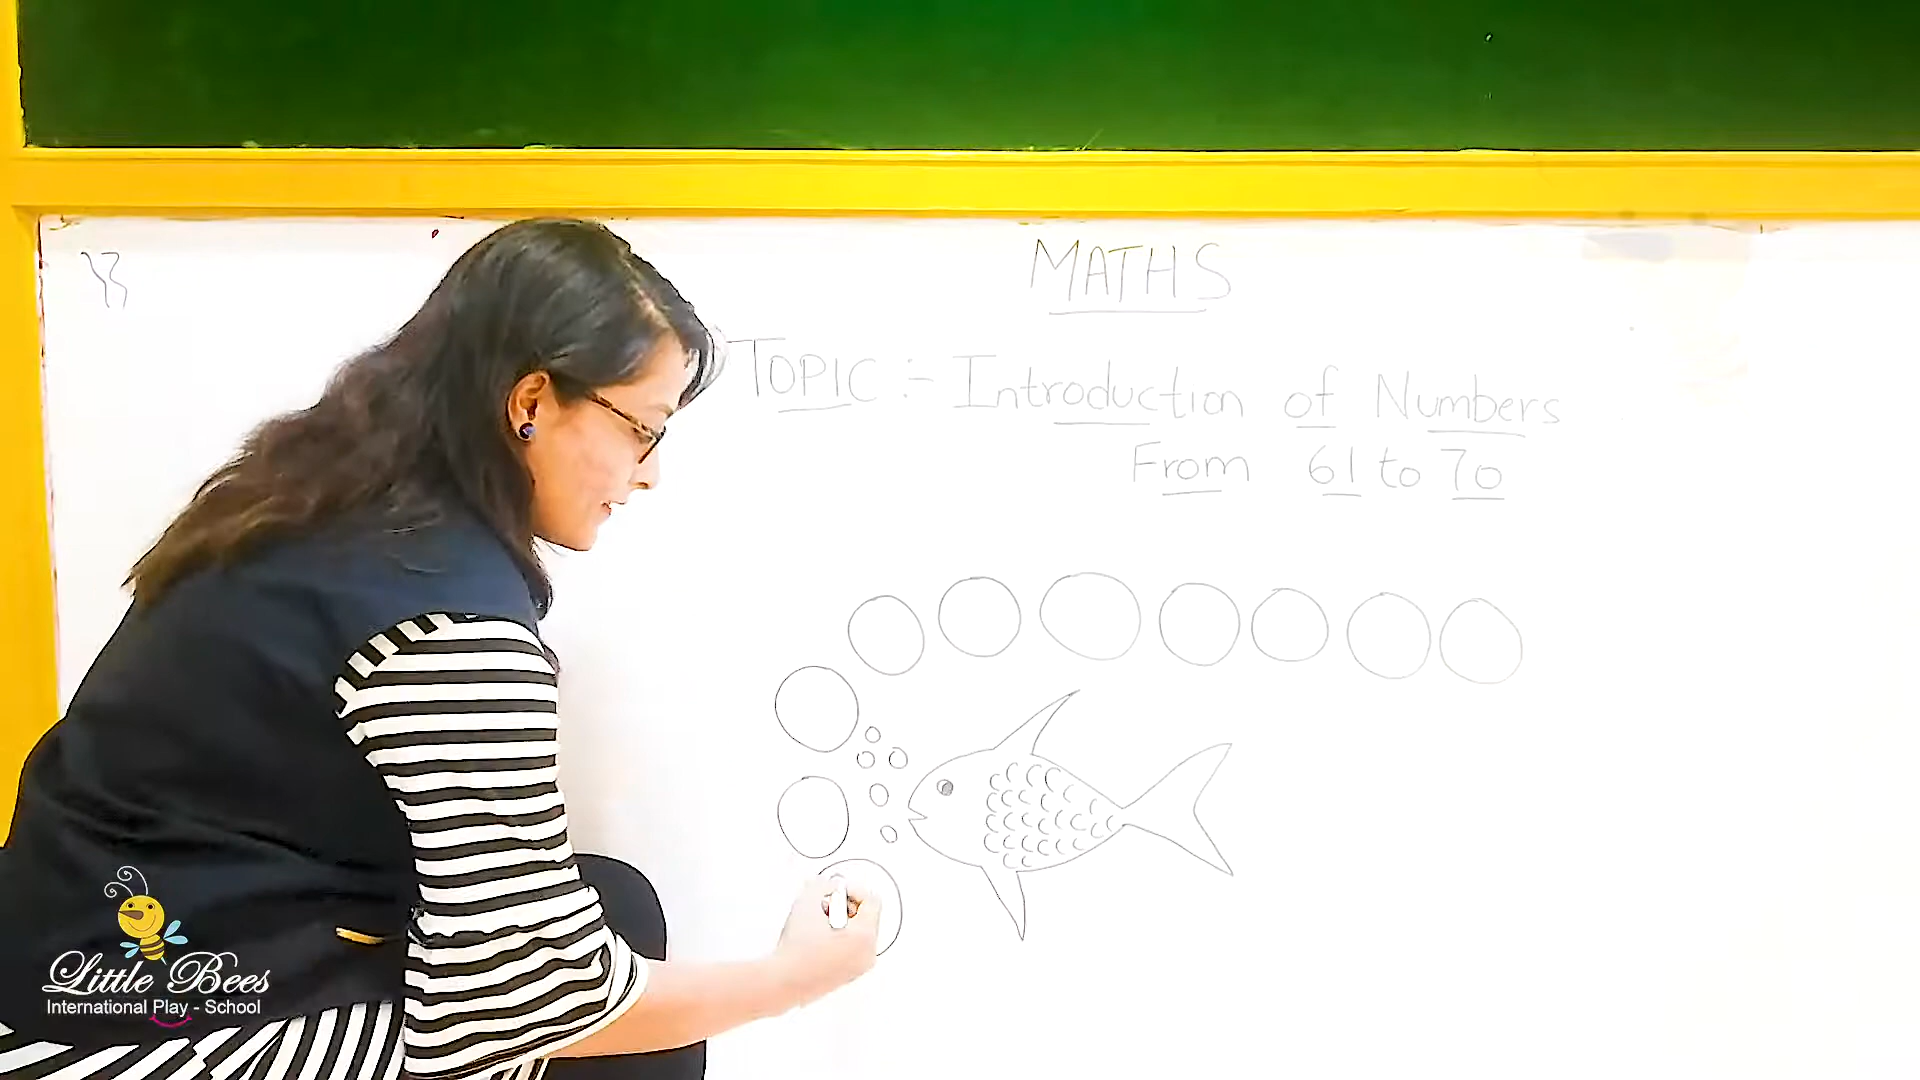 MATHS
TOPIC :- Introduction of Numbers
From 61 to 70
Little Bees
International Play - School